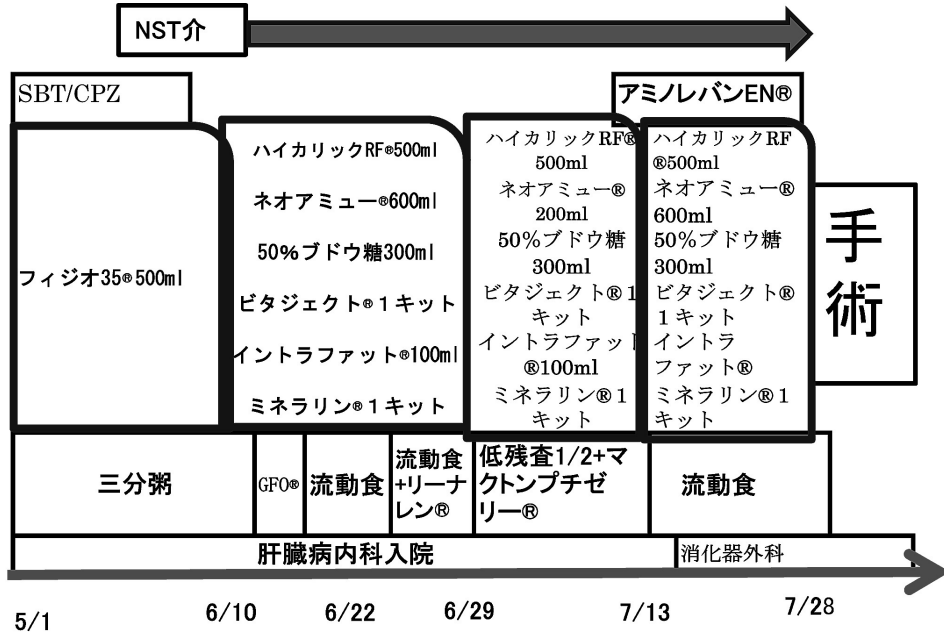 NST介
SBT/CPZ
アミノレバンEN®
フィジオ35®500ml
ハイカリックRF®500ml
ネオアミュー®600ml
50%ブドウ糖300ml
ビタジェクト®1キット
イントラファット®100ml
ミネラリン®1キット
ハイカリックRF®
500ml
ネオアミュー®
200ml
50%ブドウ糖
300ml
ビタジェクト®1
キット
イントラファット
®100ml
ミネラリン®1
キット
ハイカリックRF
®500ml
ネオアミュー®
600ml
50%ブドウ糖
300ml
ビタジェクト®
1キット
イントラ
ファット®
ミネラリン®1
キット
手
術
三分粥
GFO®
流動食
流動食
+リーナ
レン®
低残査1/2+マ
クトンプチゼ
リー®
流動食
肝臓病内科入院
消化器外科
5/1
6/10
6/22
6/29
7/13
7/28